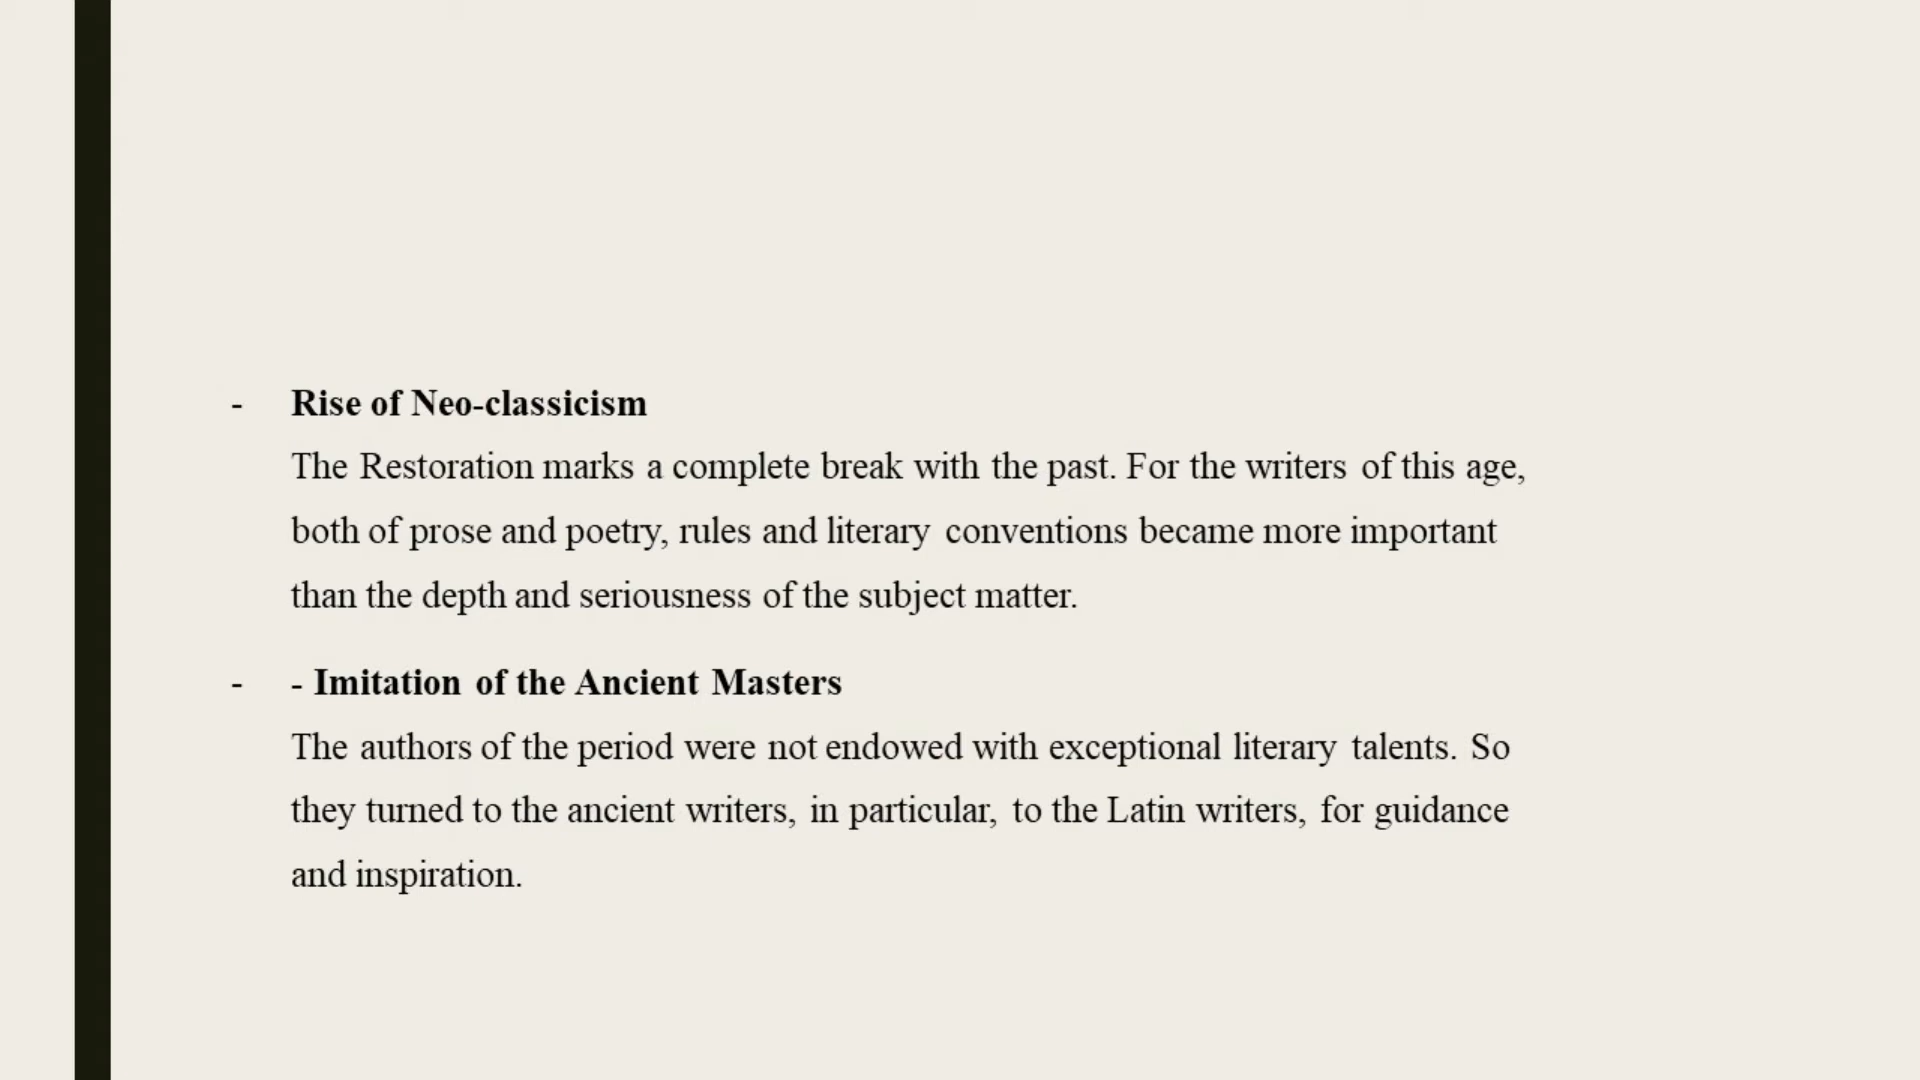 - Rise of Neo-classicism
The Restoration marks a complete break with the past. For the writers of this age,
both of prose and poetry, rules and literary conventions became more important
than the depth and seriousness of the subject matter.
- - Imitation of the Ancient Masters
The authors of the period were not endowed with exceptional literary talents. So
they turned to the ancient writers, in particular, to the Latin writers, for guidance
and inspiration.